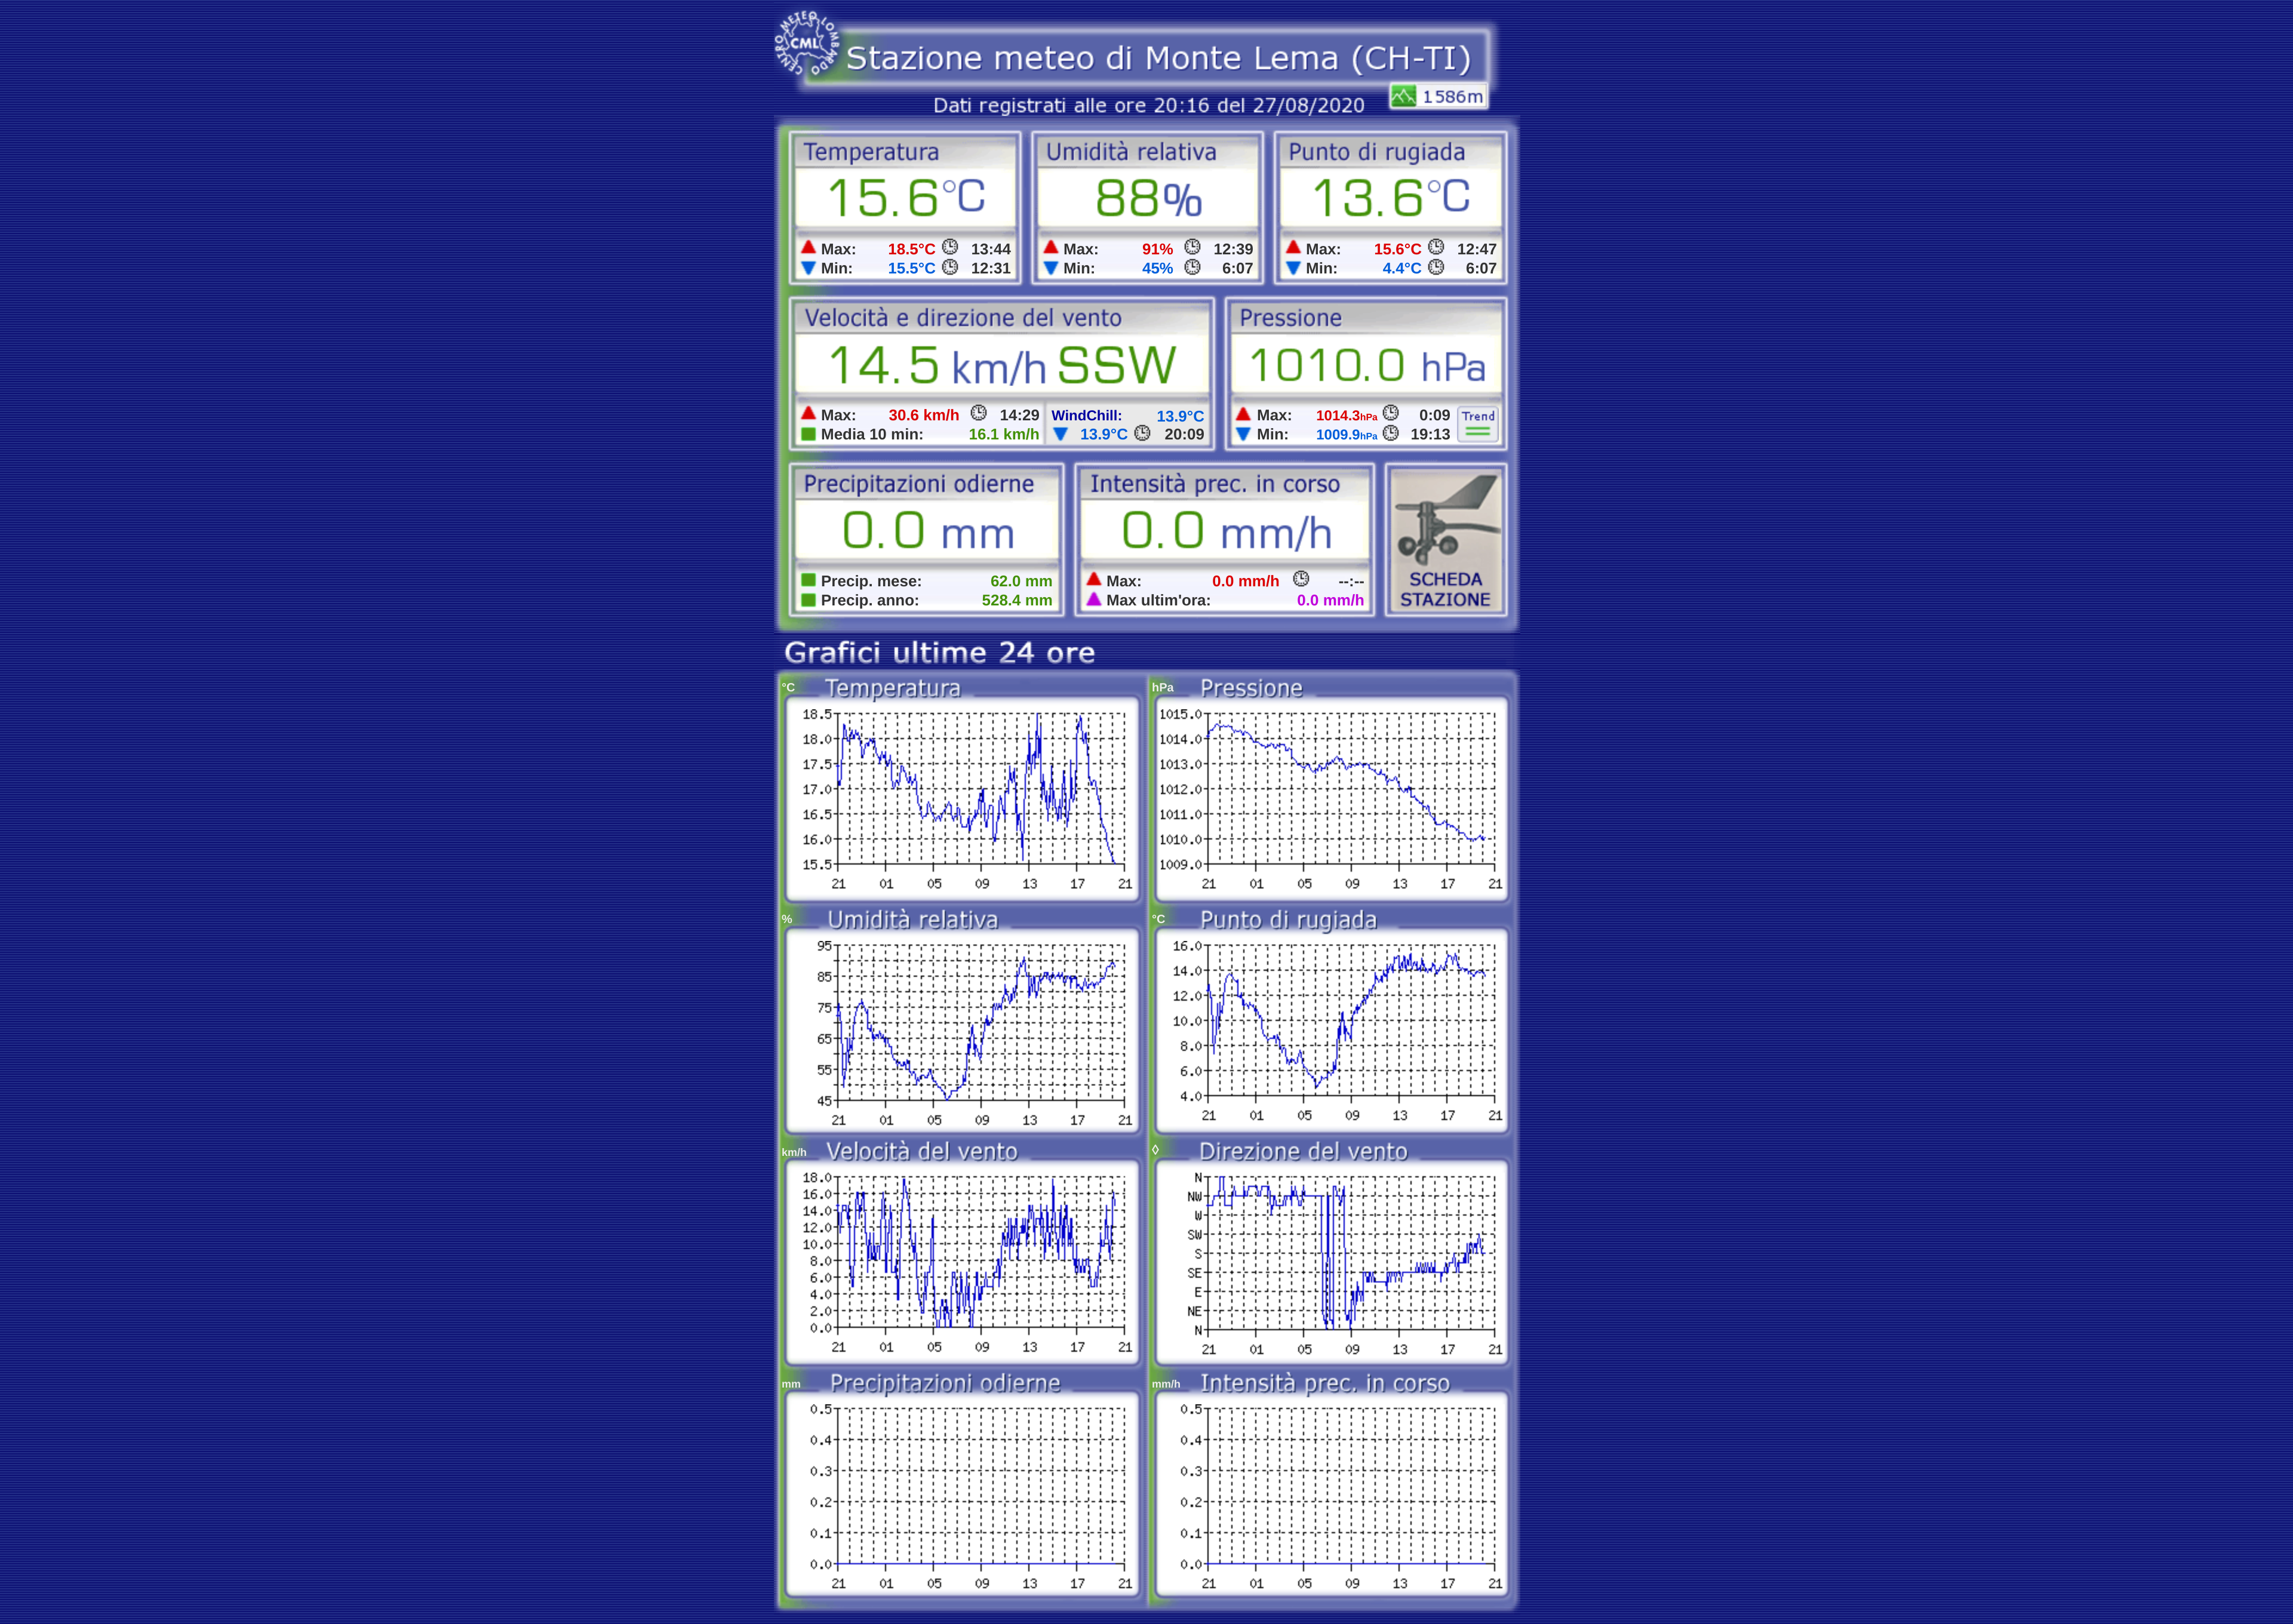 CENTRO METEO LOMBARDO
CML
Stazione meteo di Monte Lema (CH-TI)
Dati registrati alle ore 20:16 del 27/08/2020
1586m
Temperatura
15.6°C
Max: 18.5°C 13:44
Min: 15.5°C 12:31
Umidità relativa
88%
Max: 91% 12:39
Min: 45% 6:07
Punto di rugiada
13.6°C
Max: 15.6°C 12:47
Min: 4.4°C 6:07
Velocità e direzione del vento
14.5 km/h SSW
Max: 30.6 km/h 14:29
Media 10 min: 16.1 km/h
WindChill: 13.9°C
13.9°C 20:09
Pressione
1010.0 hPa
Max: 1014.3hPa 0:09
Min: 1009.9hPa 19:13
Trend
Precipitazioni odierne
0.0 mm
Precip. mese: 62.0 mm
Precip. anno: 528.4 mm
Intensità prec. in corso
0.0 mm/h
Max: 0.0 mm/h --:--
Max ultim'ora: 0.0 mm/h
SCHEDA
STAZIONE
Grafici ultime 24 ore
°C Temperatura
18.5
18.0
17.5
17.0
16.5
16.0
15.5
21 01 05 09 13 17 21
hPa Pressione
1015.0
1014.0
1013.0
1012.0
1011.0
1010.0
1009.0
21 01 05 09 13 17 21
% Umidità relativa
95
85
75
65
55
45
21 01 05 09 13 17 21
°C Punto di rugiada
16.0
14.0
12.0
10.0
8.0
6.0
4.0
21 01 05 09 13 17 21
km/h Velocità del vento
18.0
16.0
14.0
12.0
10.0
8.0
6.0
4.0
2.0
0.0
21 01 05 09 13 17 21
◊ Direzione del vento
N
NW
W
SW
S
SE
E
NE
N
21 01 05 09 13 17 21
mm Precipitazioni odierne
0.5
0.4
0.3
0.2
0.1
0.0
21 01 05 09 13 17 21
mm/h Intensità prec. in corso
0.5
0.4
0.3
0.2
0.1
0.0
21 01 05 09 13 17 21